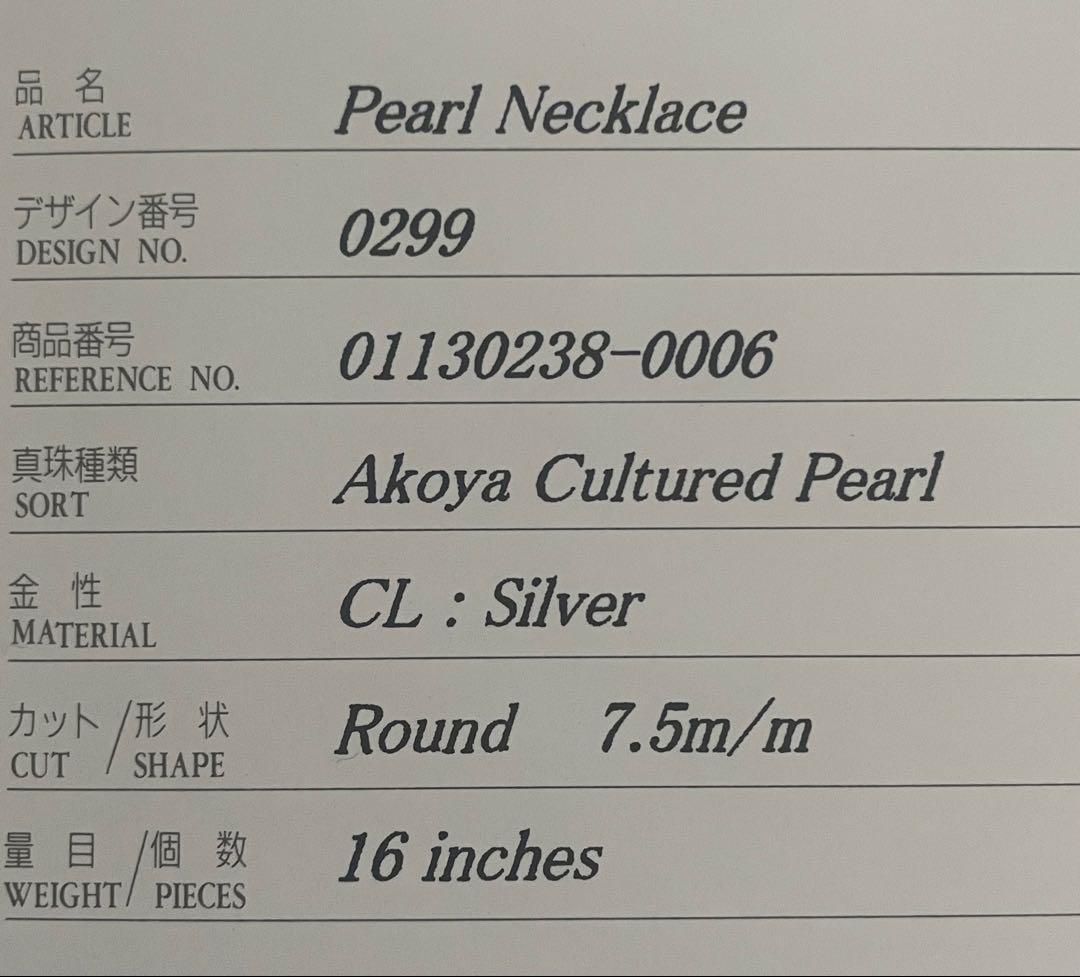 品 名
ARTICLE Pearl Necklace
デザイン番号
DESIGN NO. 0299
商品番号
REFERENCE NO. 01130238-0006
真珠種類
SORT Akoya Cultured Pearl
金 性
MATERIAL CL : Silver
カット/形 状
CUT / SHAPE Round 7.5m/m
量 目/個 数
WEIGHT/ PIECES 16 inches